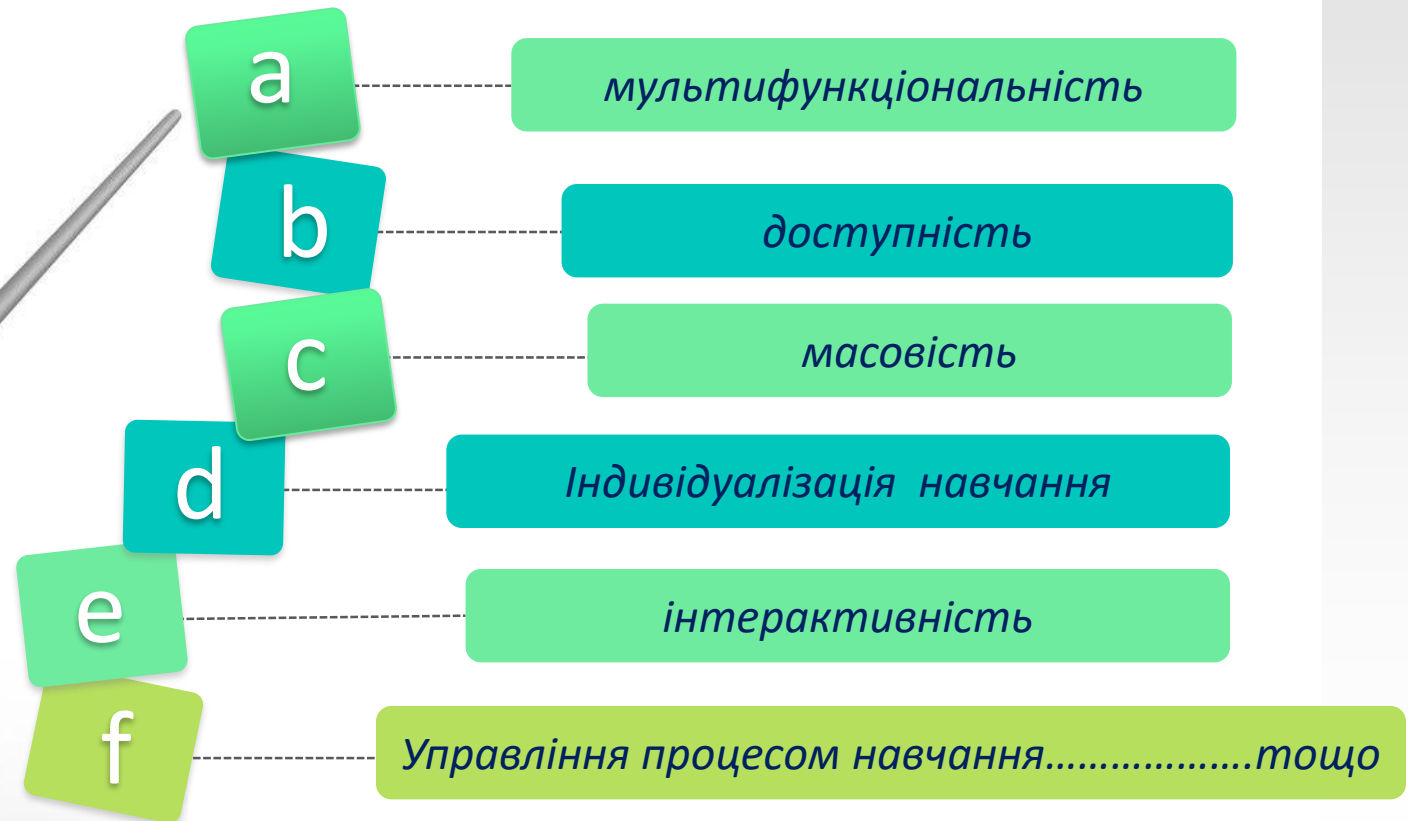 a
мультифункціональність
b
доступність
c
масовість
d
Індивідуалізація  навчання
e
інтерактивність
f
Управління процесом навчання……………….тощо